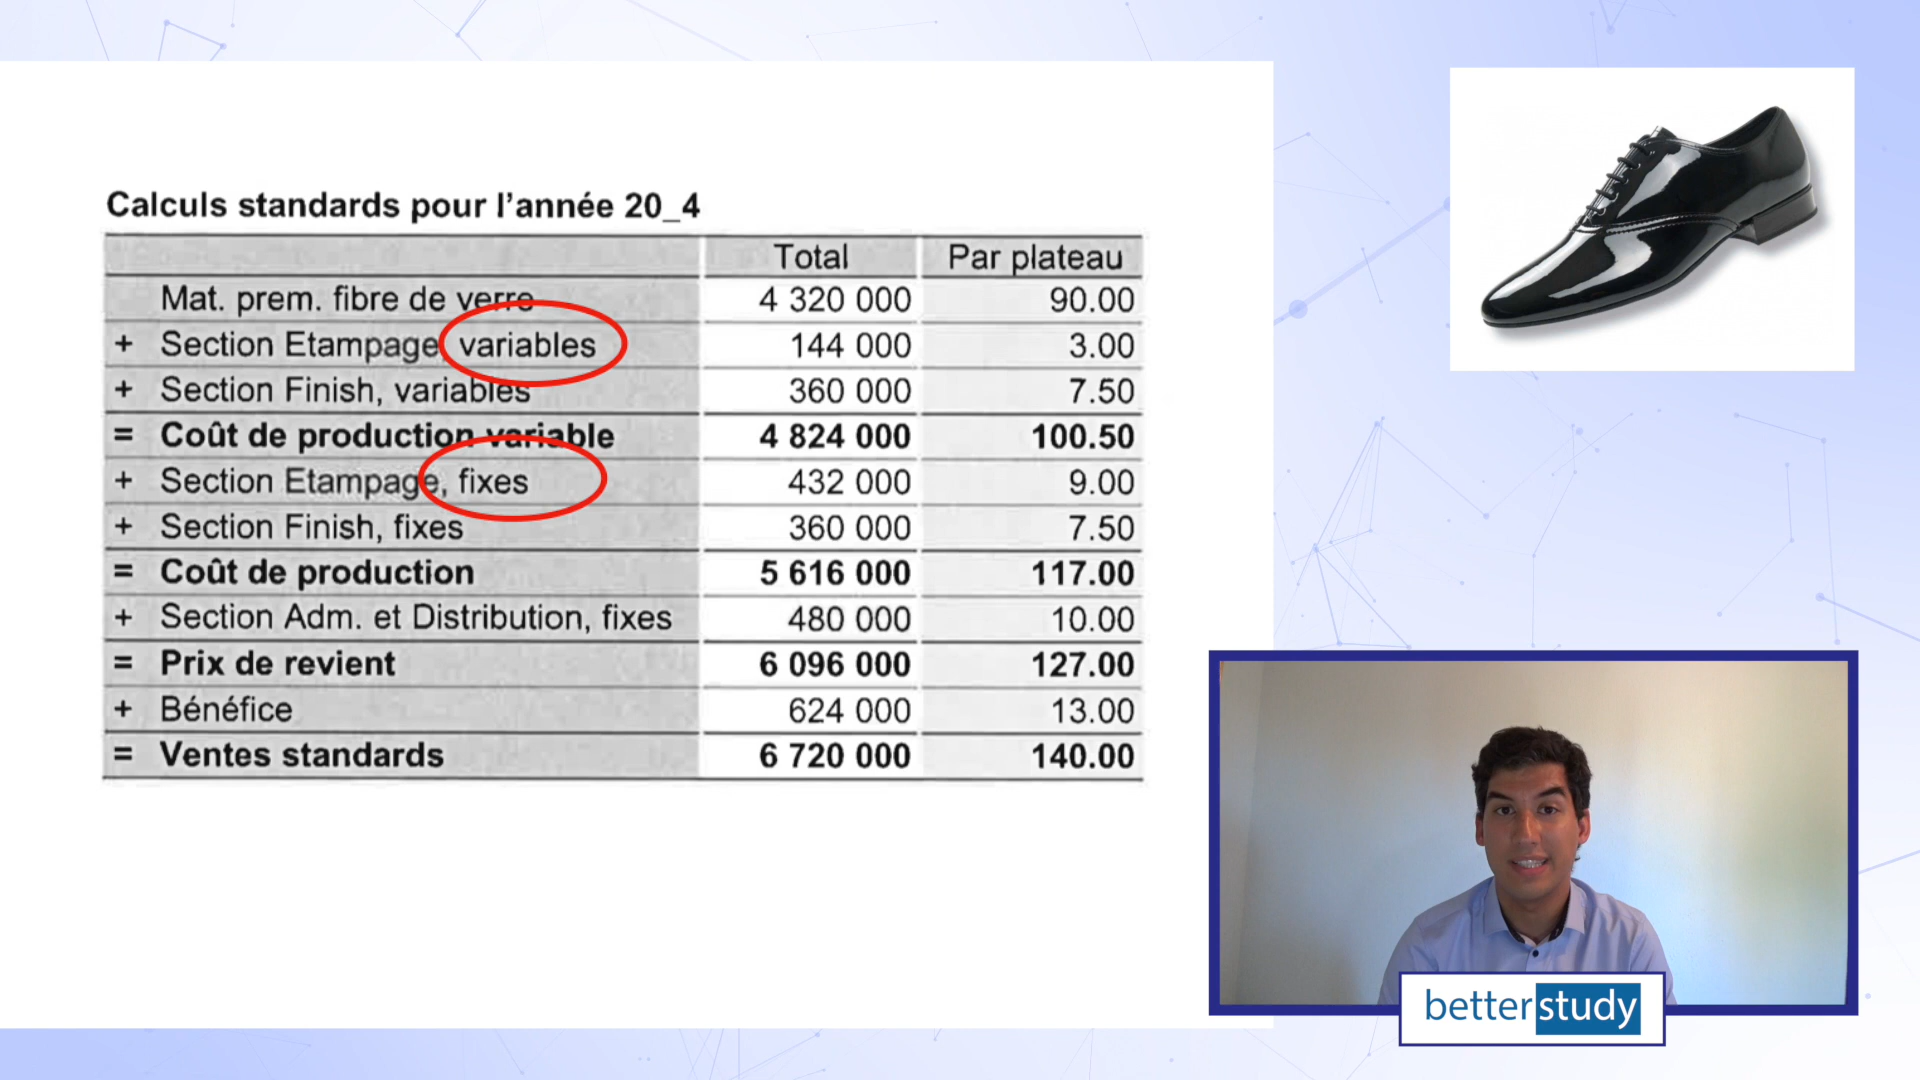 Calculs standards pour l'année 20_4
Total Par plateau
Mat. prem. fibre de verre 4 320 000 90.00
+ Section Etampage, variables 144 000 3.00
+ Section Finish, variables 360 000 7.50
= Coût de production variable 4 824 000 100.50
+ Section Etampage, fixes 432 000 9.00
+ Section Finish, fixes 360 000 7.50
= Coût de production 5 616 000 117.00
+ Section Adm. et Distribution, fixes 480 000 10.00
= Prix de revient 6 096 000 127.00
+ Bénéfice 624 000 13.00
= Ventes standards 6 720 000 140.00
betterstudy